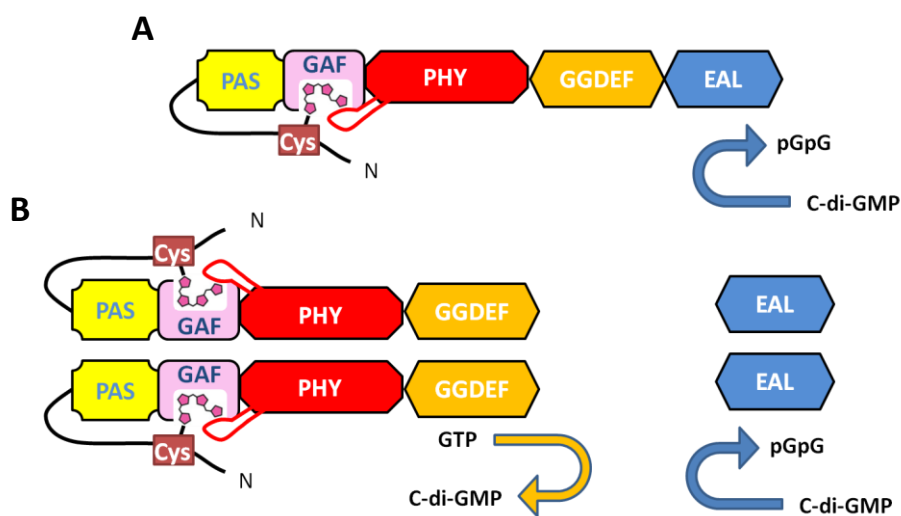 A
PAS GAF PHY GGDEF EAL
Cys
N
pGpG
C-di-GMP
B
N
Cys
PAS GAF PHY GGDEF EAL
PAS GAF PHY GGDEF EAL
Cys
N
GTP
pGpG
C-di-GMP
C-di-GMP